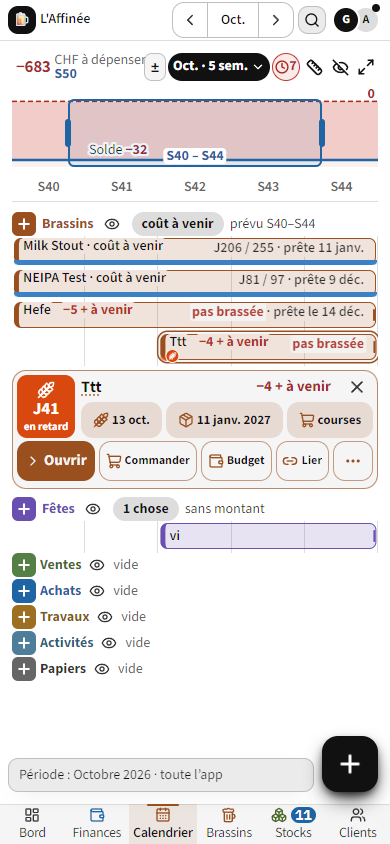 L'Affinée
Oct.
G
A
−683 CHF à dépenser
S50
±
Oct. · 5 sem.
7
0
Solde −32
S40 – S44
S40 S41 S42 S43 S44
Brassins coût à venir prévu S40–S44
Milk Stout · coût à venir J206 / 255 · prête 11 janv.
NEIPA Test · coût à venir J81 / 97 · prête 9 déc.
Hefe −5 + à venir pas brassée · prête le 14 déc.
Ttt −4 + à venir pas brassée
J41
en retard
Ttt −4 + à venir
13 oct. 11 janv. 2027 courses
Ouvrir Commander Budget Lier ···
Fêtes 1 chose sans montant
vi
Ventes vide
Achats vide
Travaux vide
Activités vide
Papiers vide
Période : Octobre 2026 · toute l'app
Bord Finances Calendrier Brassins Stocks 11 Clients